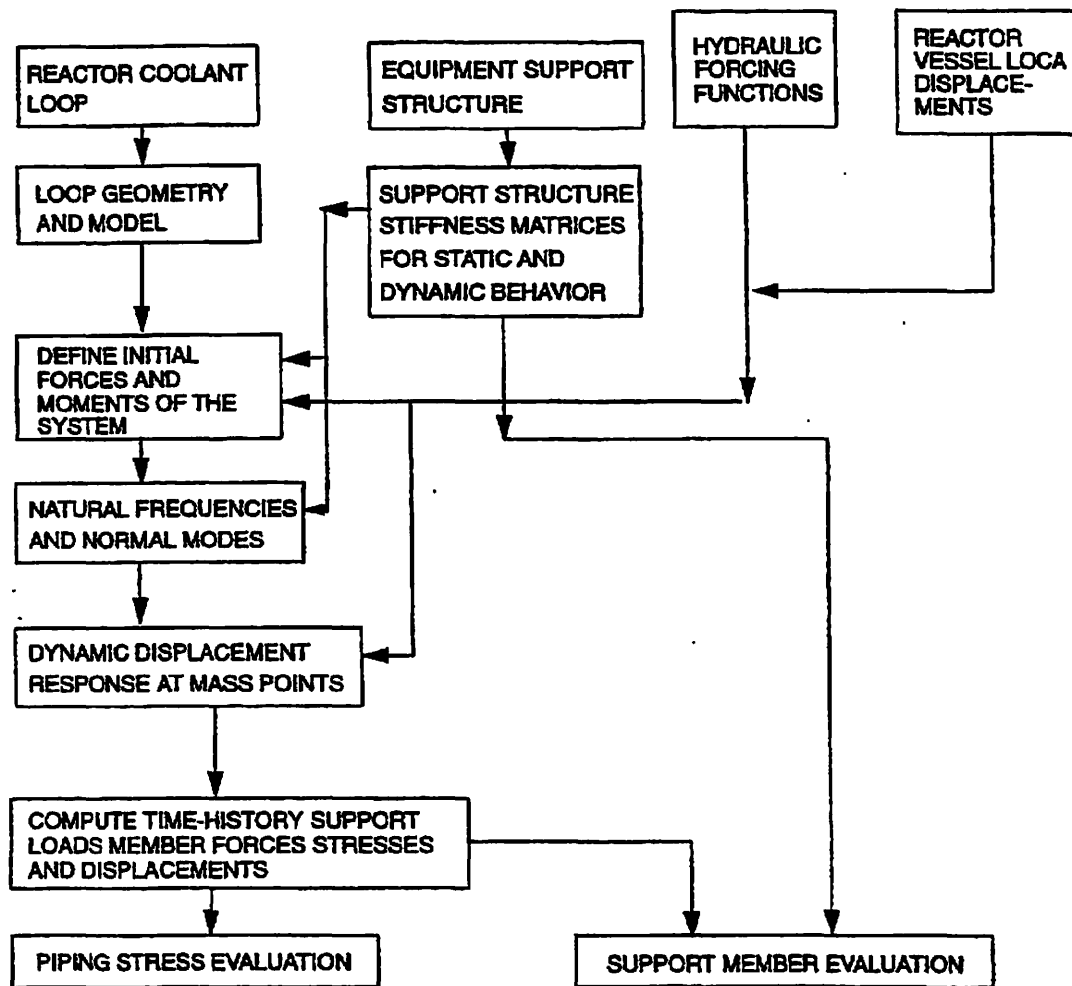 REACTOR COOLANT
LOOP
EQUIPMENT SUPPORT
STRUCTURE
HYDRAULIC
FORCING
FUNCTIONS
REACTOR
VESSEL LOCA
DISPLACE-
MENTS
LOOP GEOMETRY
AND MODEL
SUPPORT STRUCTURE
STIFFNESS MATRICES
FOR STATIC AND
DYNAMIC BEHAVIOR
DEFINE INITIAL
FORCES AND
MOMENTS OF THE
SYSTEM
NATURAL FREQUENCIES
AND NORMAL MODES
DYNAMIC DISPLACEMENT
RESPONSE AT MASS POINTS
COMPUTE TIME-HISTORY SUPPORT
LOADS MEMBER FORCES STRESSES
AND DISPLACEMENTS
PIPING STRESS EVALUATION
SUPPORT MEMBER EVALUATION